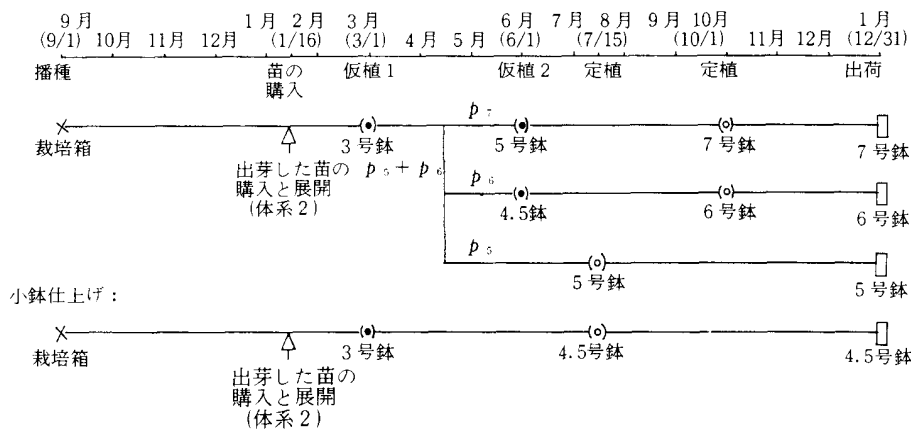 9月 1月 2月 3月 6月 7月 8月 9月 10月 1月
(9/1) 10月 11月 12月 (1/16) (3/1) 4月 5月 (6/1) (7/15) (10/1) 11月 12月 (12/31)
播種 苗の購入 仮植1 仮植2 定植 定植 出荷
p₇
栽培箱 3号鉢 5号鉢 7号鉢 7号鉢
出芽した苗の p₅+p₆ p₆
購入と展開
(体系2) 4.5鉢 6号鉢 6号鉢
p₅
5号鉢 5号鉢
小鉢仕上げ:
栽培箱 3号鉢 4.5号鉢 4.5号鉢
出芽した苗の
購入と展開
(体系2)